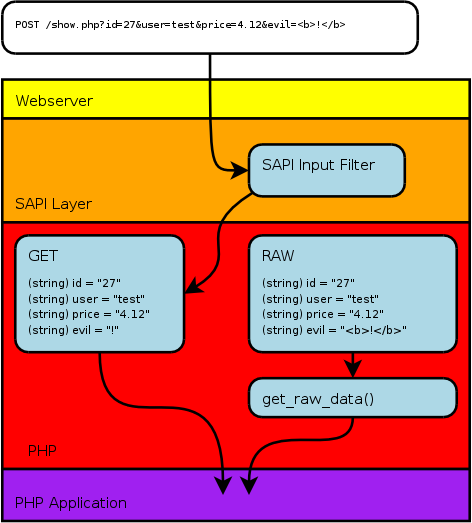 POST /show.php?id=27&user=test&price=4.12&evil=<b>!</b>
Webserver
SAPI Input Filter
SAPI Layer
GET
(string) id = "27"
(string) user = "test"
(string) price = "4.12"
(string) evil = "!"
RAW
(string) id = "27"
(string) user = "test"
(string) price = "4.12"
(string) evil = "<b>!</b>"
get_raw_data()
PHP
PHP Application